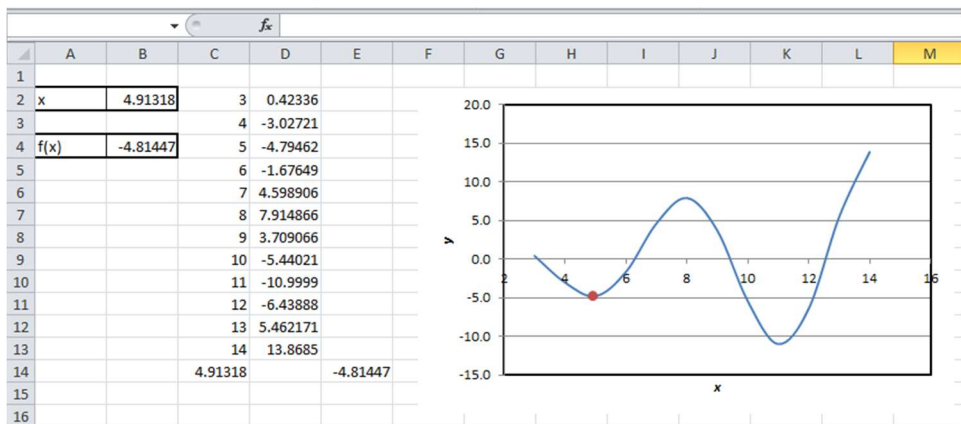 fx
A B C D E F G H I J K L M
1
2 x 4.91318 3 0.42336
3 4 -3.02721
4 f(x) -4.81447 5 -4.79462
5 6 -1.67649
6 7 4.598906
7 8 7.914866
8 9 3.709066
9 10 -5.44021
10 11 -10.9999
11 12 -6.43888
12 13 5.462171
13 14 13.8685
14 4.91318 -4.81447
15
16
20.0
15.0
10.0
5.0
0.0
-5.0
-10.0
-15.0
y
2 4 6 8 10 12 14 16
x